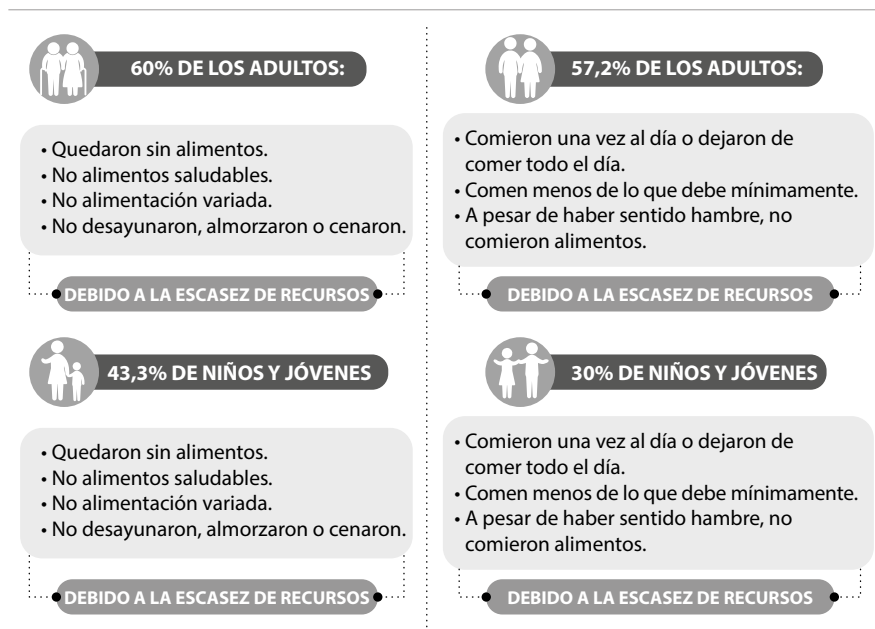 60% DE LOS ADULTOS:
• Quedaron sin alimentos.
• No alimentos saludables.
• No alimentación variada.
• No desayunaron, almorzaron o cenaron.
DEBIDO A LA ESCASEZ DE RECURSOS
57,2% DE LOS ADULTOS:
• Comieron una vez al día o dejaron de
comer todo el día.
• Comen menos de lo que debe mínimamente.
• A pesar de haber sentido hambre, no
comieron alimentos.
DEBIDO A LA ESCASEZ DE RECURSOS
43,3% DE NIÑOS Y JÓVENES
• Quedaron sin alimentos.
• No alimentos saludables.
• No alimentación variada.
• No desayunaron, almorzaron o cenaron.
DEBIDO A LA ESCASEZ DE RECURSOS
30% DE NIÑOS Y JÓVENES
• Comieron una vez al día o dejaron de
comer todo el día.
• Comen menos de lo que debe mínimamente.
• A pesar de haber sentido hambre, no
comieron alimentos.
DEBIDO A LA ESCASEZ DE RECURSOS